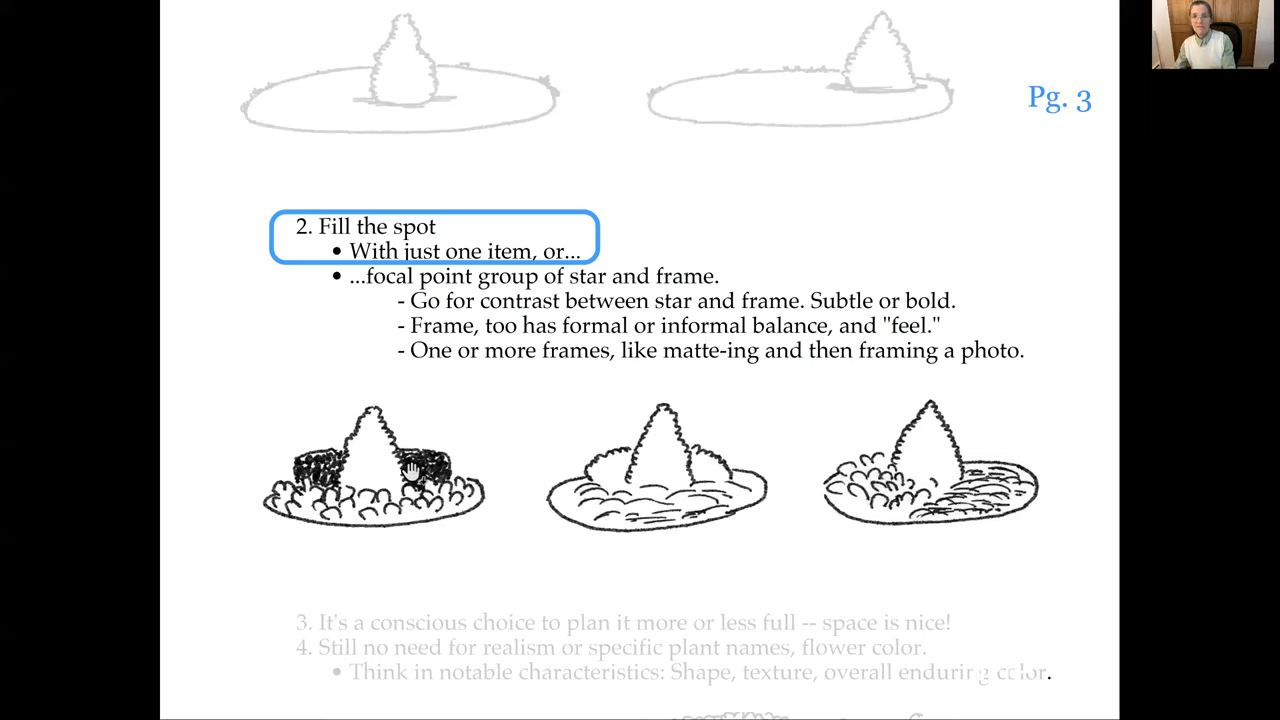 Pg. 3
2. Fill the spot
• With just one item, or...
• ...focal point group of star and frame.
- Go for contrast between star and frame. Subtle or bold.
- Frame, too has formal or informal balance, and "feel."
- One or more frames, like matte-ing and then framing a photo.
3. It's a conscious choice to plan it more or less full -- space is nice!
4. Still no need for realism or specific plant names, flower color.
• Think in notable characteristics: Shape, texture, overall enduring color.